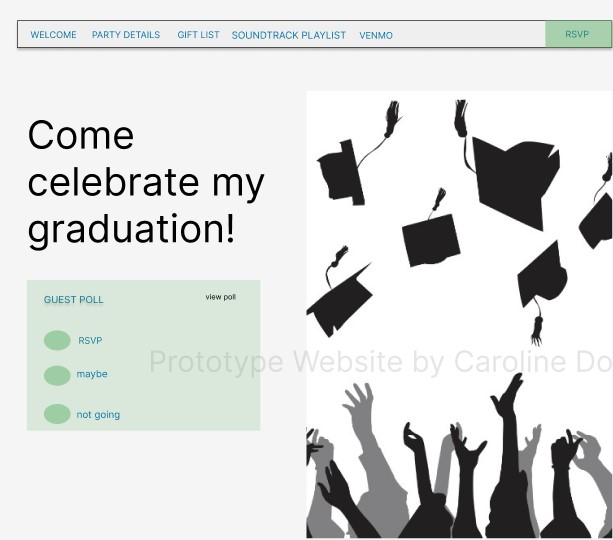 WELCOME PARTY DETAILS GIFT LIST SOUNDTRACK PLAYLIST VENMO RSVP
Come
celebrate my
graduation!
GUEST POLL view poll
RSVP
maybe
not going
Prototype Website by Caroline Do